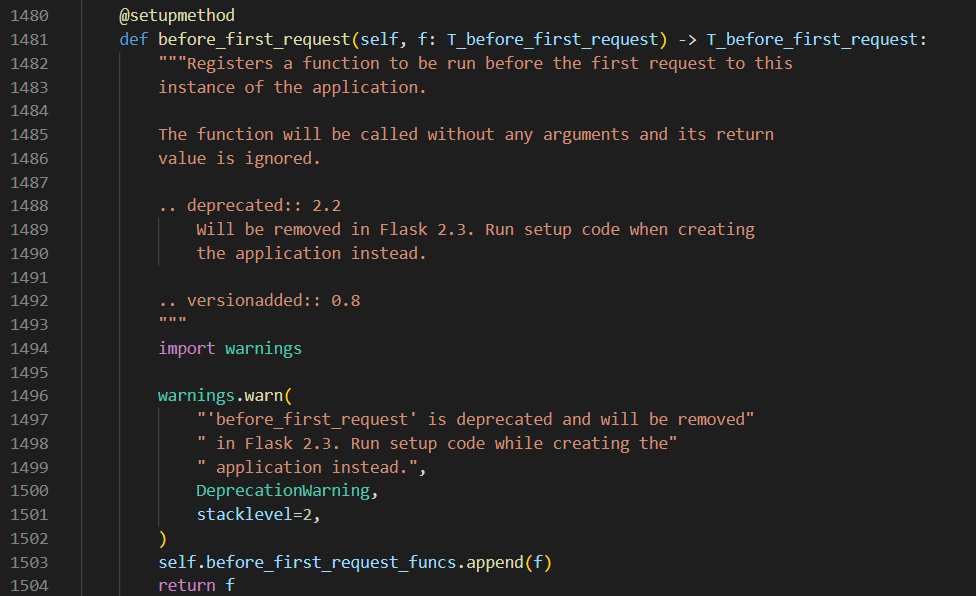 1480 @setupmethod
1481 def before_first_request(self, f: T_before_first_request) -> T_before_first_request:
1482 """Registers a function to be run before the first request to this
1483 instance of the application.
1484
1485 The function will be called without any arguments and its return
1486 value is ignored.
1487
1488 .. deprecated:: 2.2
1489 Will be removed in Flask 2.3. Run setup code when creating
1490 the application instead.
1491
1492 .. versionadded:: 0.8
1493 """
1494 import warnings
1495
1496 warnings.warn(
1497 "'before_first_request' is deprecated and will be removed"
1498 " in Flask 2.3. Run setup code while creating the"
1499 " application instead.",
1500 DeprecationWarning,
1501 stacklevel=2,
1502 )
1503 self.before_first_request_funcs.append(f)
1504 return f